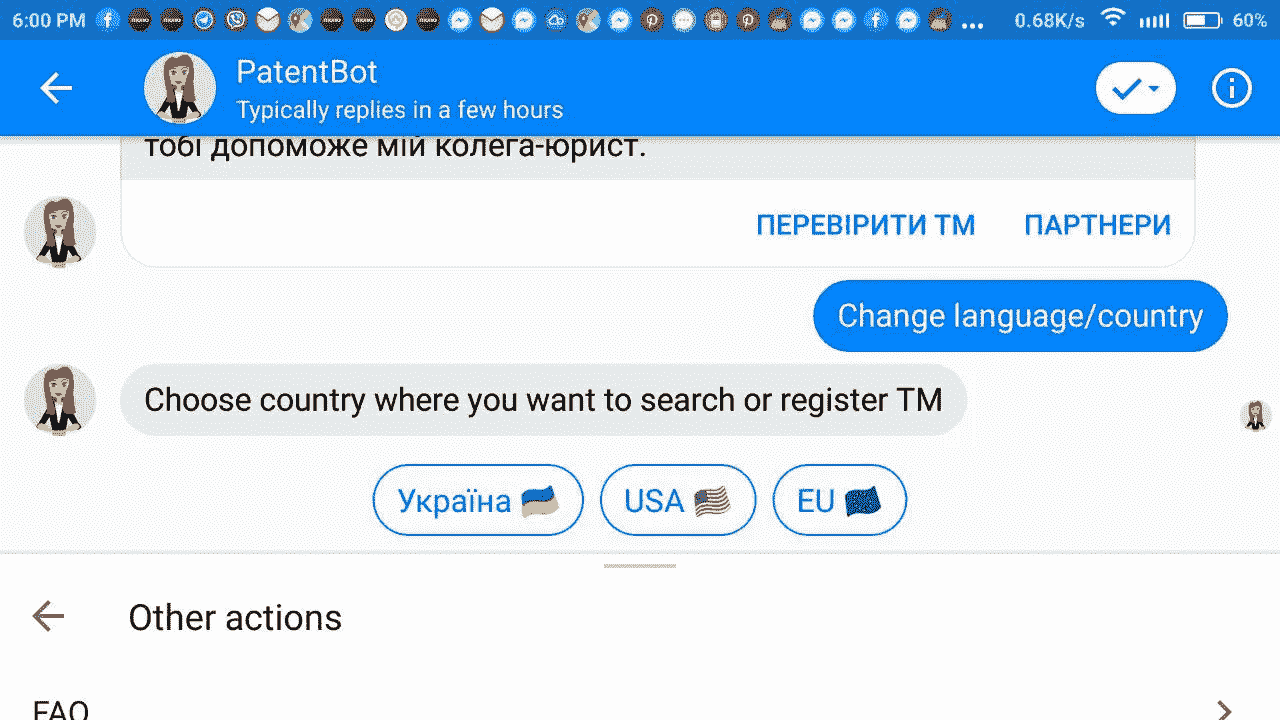 6:00 PM ... 0.68K/s 60%
PatentBot
Typically replies in a few hours
тобі допоможе мій колега-юрист.
ПЕРЕВІРИТИ ТМ ПАРТНЕРИ
Change language/country
Choose country where you want to search or register TM
Україна USA EU
Other actions
FAQ